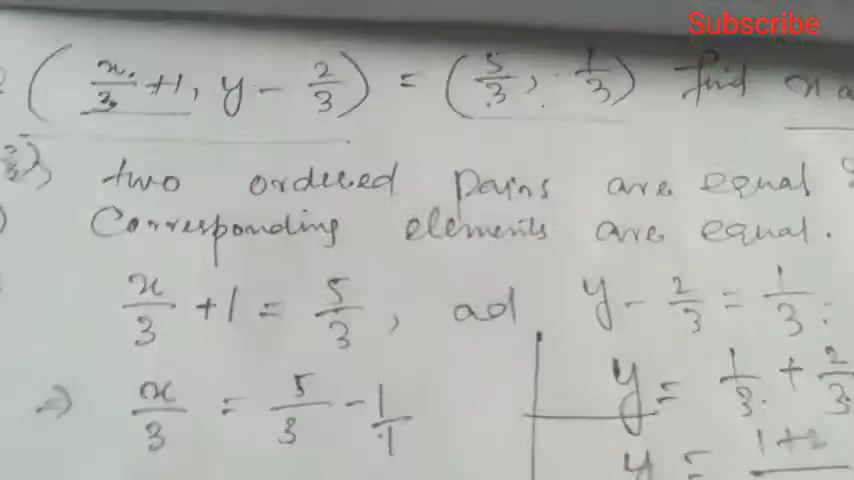 Subscribe
(x/3 + 1, y - 2/3) = (5/3, 1/3) find x
two ordered pairs are equal
Corresponding elements are equal.
x/3 + 1 = 5/3, ad y - 2/3 = 1/3
⇒ x/3 = 5/3 - 1/1
y = 1/3 + 2/3
y = 1+2